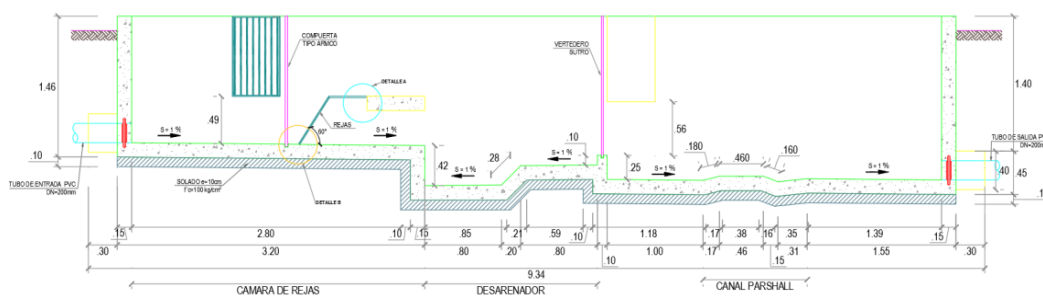 1.46
.10
TUBO DE ENTRADA PVC
DN=200mm
S = 1 %
.49
COMPUERTA
TIPO ARMCO
DETALLE A
REJAS
60°
S = 1 %
SOLADO e=10cm
f'c=100 kg/cm²
DETALLE B
.42
S = 1 %
.28
S = 1 %
.10
VERTEDERO
SUTRO
.25
S = 1 %
.56
.180
.460
.160
S = 1 %
1.40
TUBO DE SALIDA PV
DN=200m
.40
.45
.1
.15
2.80
.10
.15
.85
.21
.59
.10
1.18
.17
.38
.16
.35
1.39
.15
.30
3.20
.80
.20
.80
.10
1.00
.17
.46
.15
.31
1.55
.30
9.34
CAMARA DE REJAS
DESARENADOR
CANAL PARSHALL